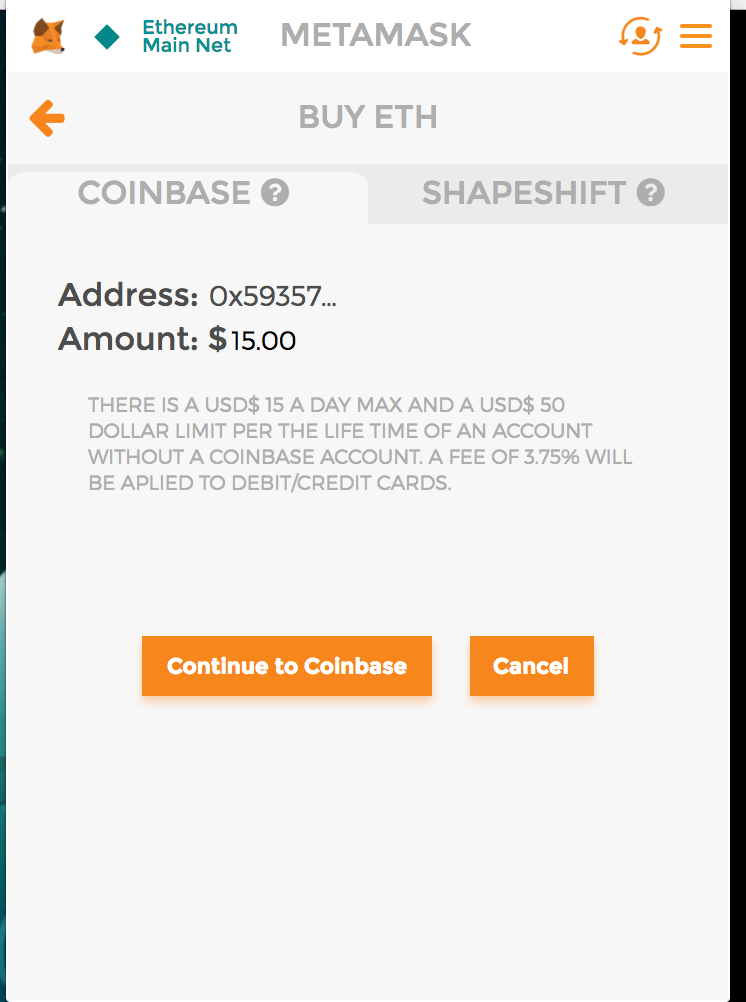 Ethereum
Main Net
METAMASK
BUY ETH
COINBASE ?
SHAPESHIFT ?
Address: 0x59357...
Amount: $15.00
THERE IS A USD$ 15 A DAY MAX AND A USD$ 50
DOLLAR LIMIT PER THE LIFE TIME OF AN ACCOUNT
WITHOUT A COINBASE ACCOUNT. A FEE OF 3.75% WILL
BE APLIED TO DEBIT/CREDIT CARDS.
Continue to Coinbase
Cancel